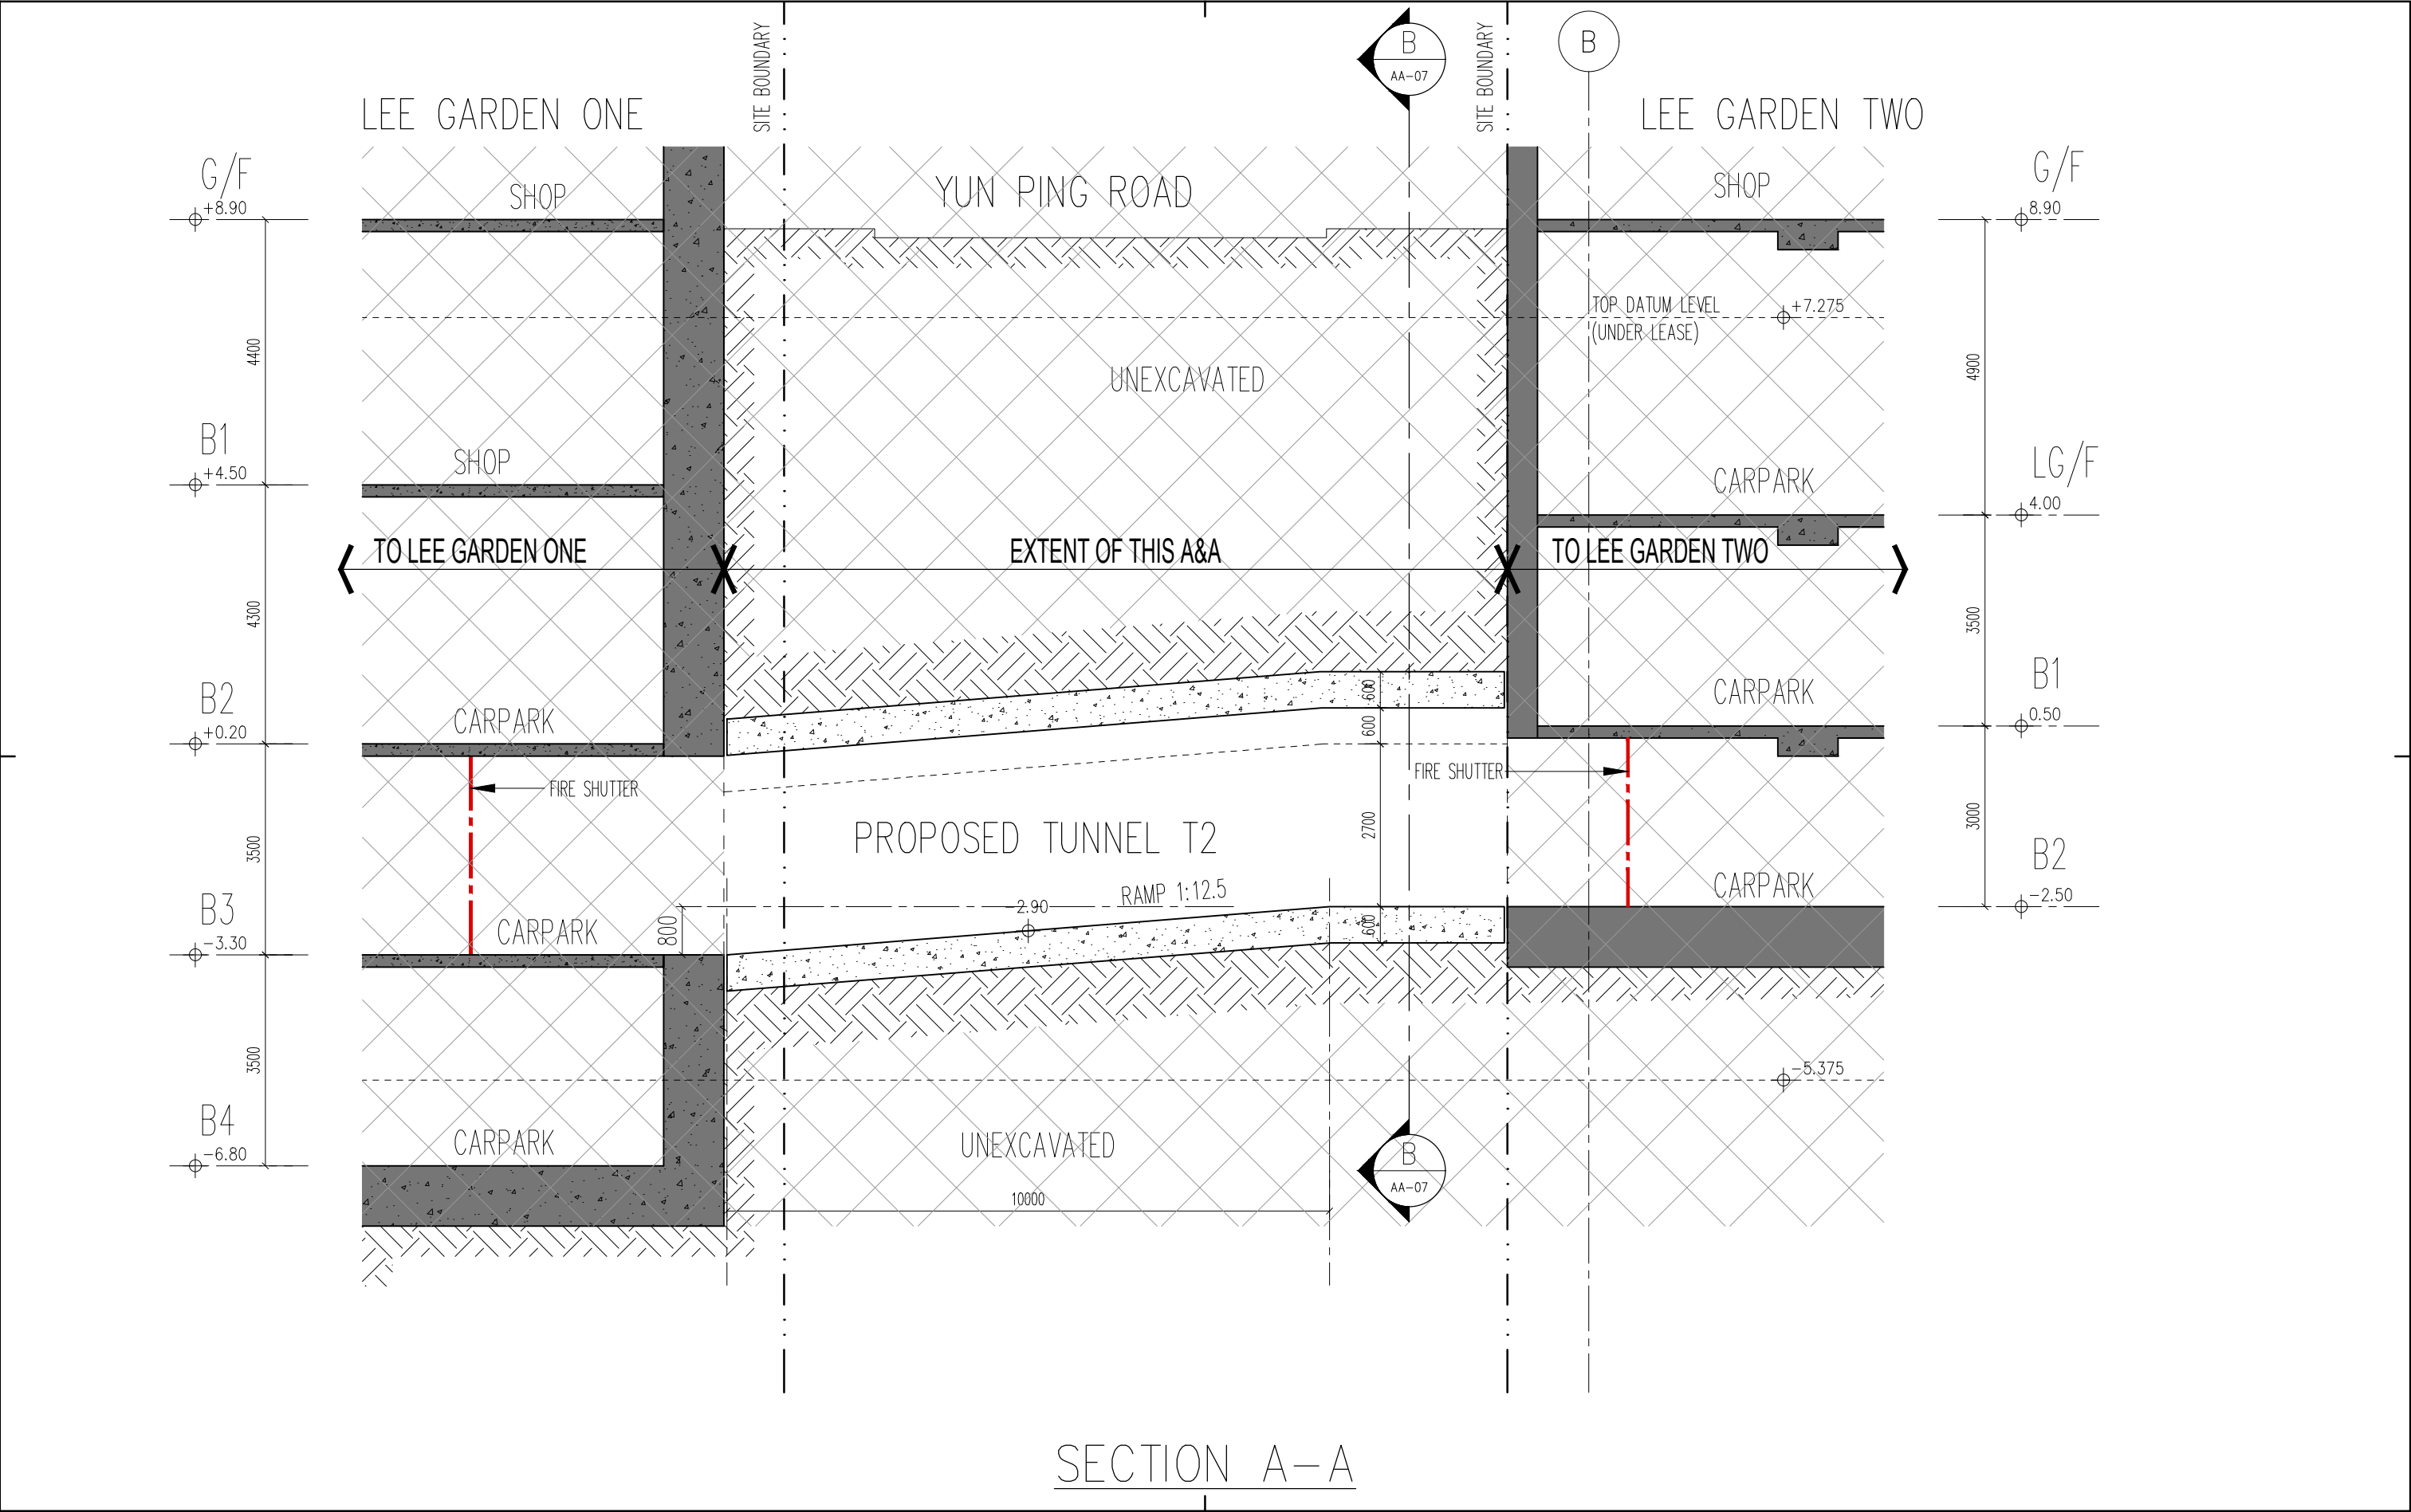 SITE BOUNDARY
B
AA-07
SITE BOUNDARY
B
LEE GARDEN ONE
LEE GARDEN TWO
G/F
+8.90
SHOP
YUN PING ROAD
SHOP
G/F
8.90
TOP DATUM LEVEL
(UNDER LEASE)
+7.275
4400
UNEXCAVATED
4900
B1
+4.50
SHOP
CARPARK
LG/F
4.00
TO LEE GARDEN ONE
EXTENT OF THIS A&A
TO LEE GARDEN TWO
4300
3500
B2
+0.20
CARPARK
600
600
CARPARK
B1
0.50
FIRE SHUTTER
FIRE SHUTTER
3500
PROPOSED TUNNEL T2
2700
3000
B3
-3.30
CARPARK
800
-2.90
RAMP 1:12.5
600
CARPARK
B2
-2.50
3500
-5.375
B4
-6.80
CARPARK
UNEXCAVATED
B
AA-07
10000
SECTION A-A